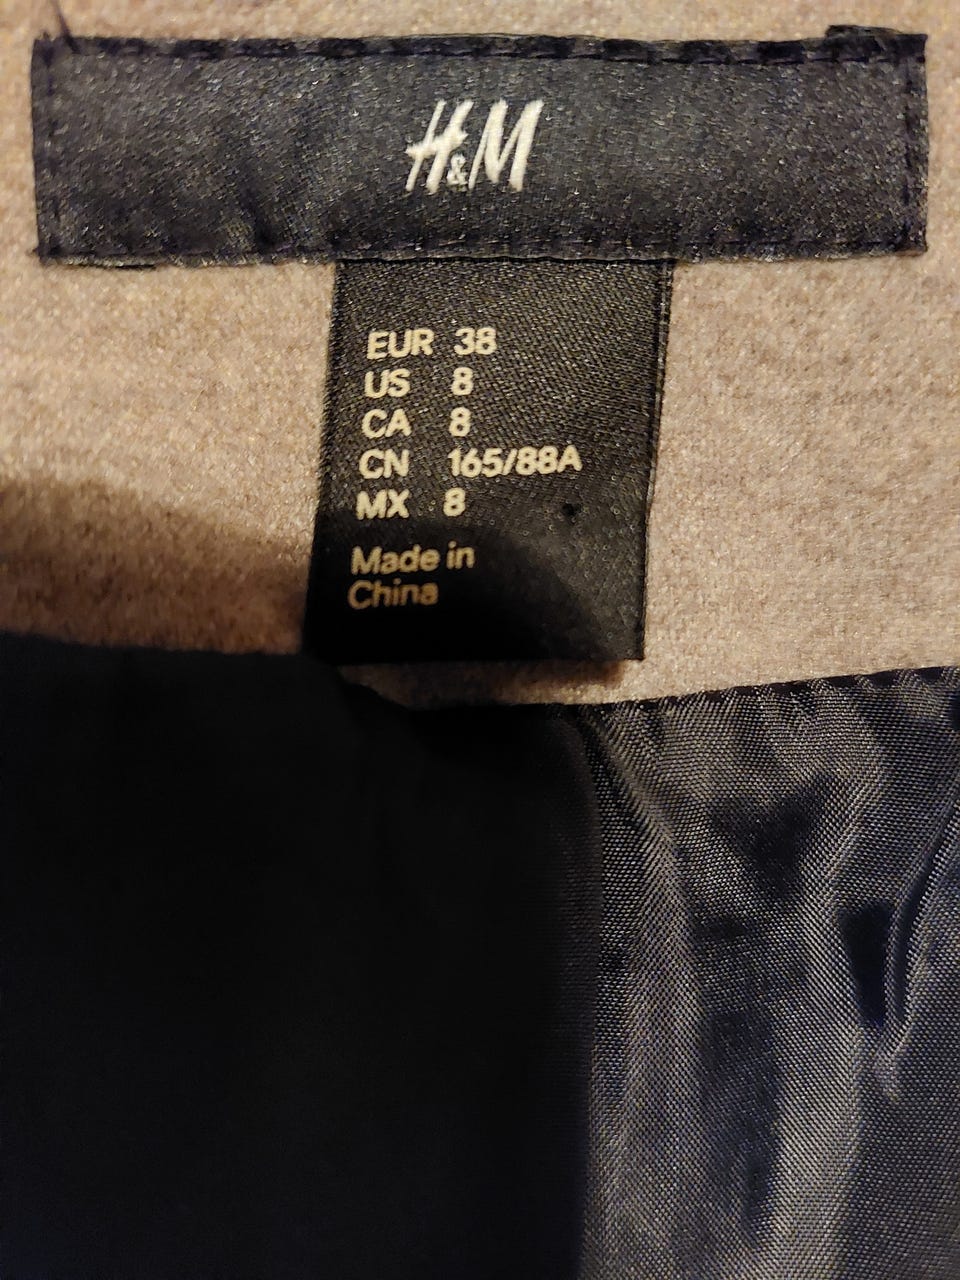 H&M
EUR 38
US 8
CA 8
CN 165/88A
MX 8
Made in
China